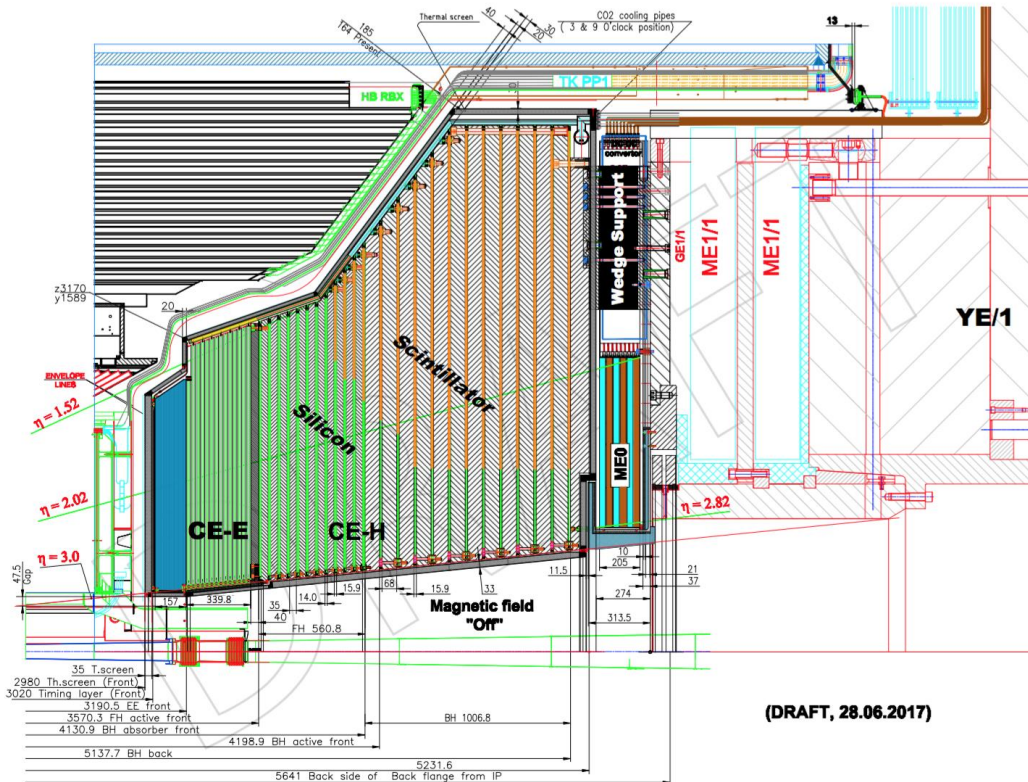 40
30
20
185
T64 Present
Thermal screen
CO2 cooling pipes
( 3 & 9 O'clock position)
13
TK PP1
HB RBX
30
converter
Wedge Support
GE1/1
ME1/1
ME1/1
YE/1
z3170
y1589
20
ENVELOPE
LINES
η = 1.52
Scintillator
Silicon
η = 2.02
ME0
CE-E
CE-H
η = 2.82
η = 3.0
47.5
Gap
10
11.5
205
21
37
274
313.5
157
339.8
35
40
14.0
15.9
68
15.9
33
Magnetic field
"Off"
FH 560.8
35 T.screen
2980 Th.screen (Front)
3020 Timing layer (Front)
3190.5 EE front
3570.3 FH active front
BH 1006.8
4130.9 BH absorber front
4198.9 BH active front
5137.7 BH back
5231.6
5641 Back side of Back flange from IP
(DRAFT, 28.06.2017)